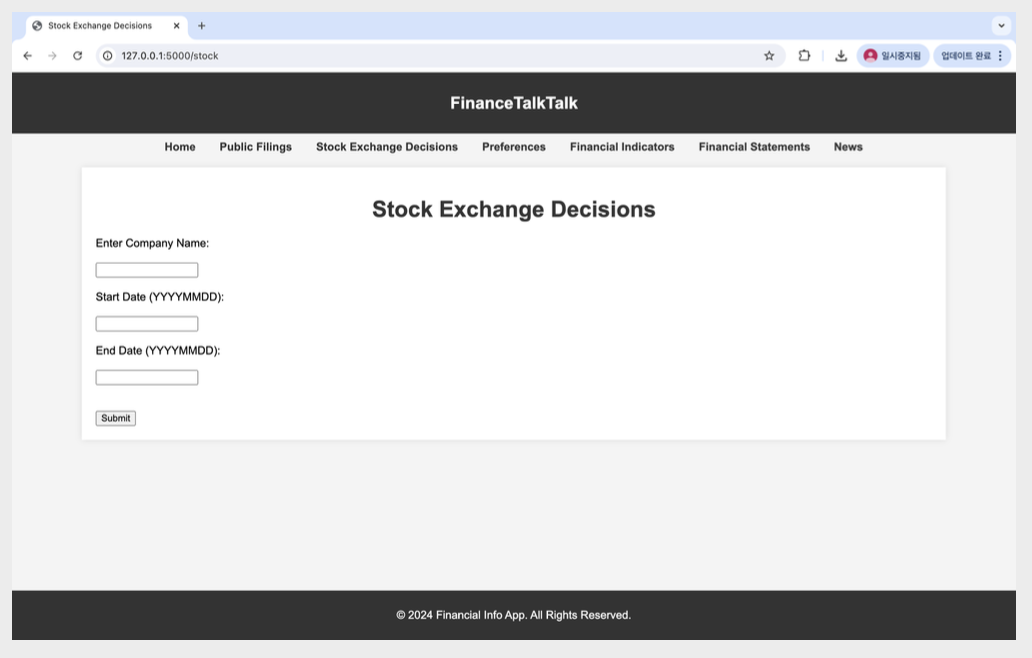 Stock Exchange Decisions
127.0.0.1:5000/stock
일시중지됨
업데이트 완료
FinanceTalkTalk
Home Public Filings Stock Exchange Decisions Preferences Financial Indicators Financial Statements News
Stock Exchange Decisions
Enter Company Name:
Start Date (YYYYMMDD):
End Date (YYYYMMDD):
Submit
© 2024 Financial Info App. All Rights Reserved.